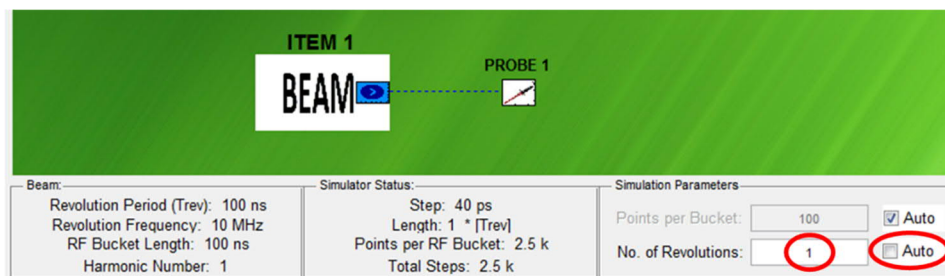 ITEM 1
BEAM
PROBE 1
Beam:
Revolution Period (Trev): 100 ns
Revolution Frequency: 10 MHz
RF Bucket Length: 100 ns
Harmonic Number: 1
Simulator Status:
Step: 40 ps
Length: 1 * [Trev]
Points per RF Bucket: 2.5 k
Total Steps: 2.5 k
Simulation Parameters
Points per Bucket: 100 Auto
No. of Revolutions: 1 Auto